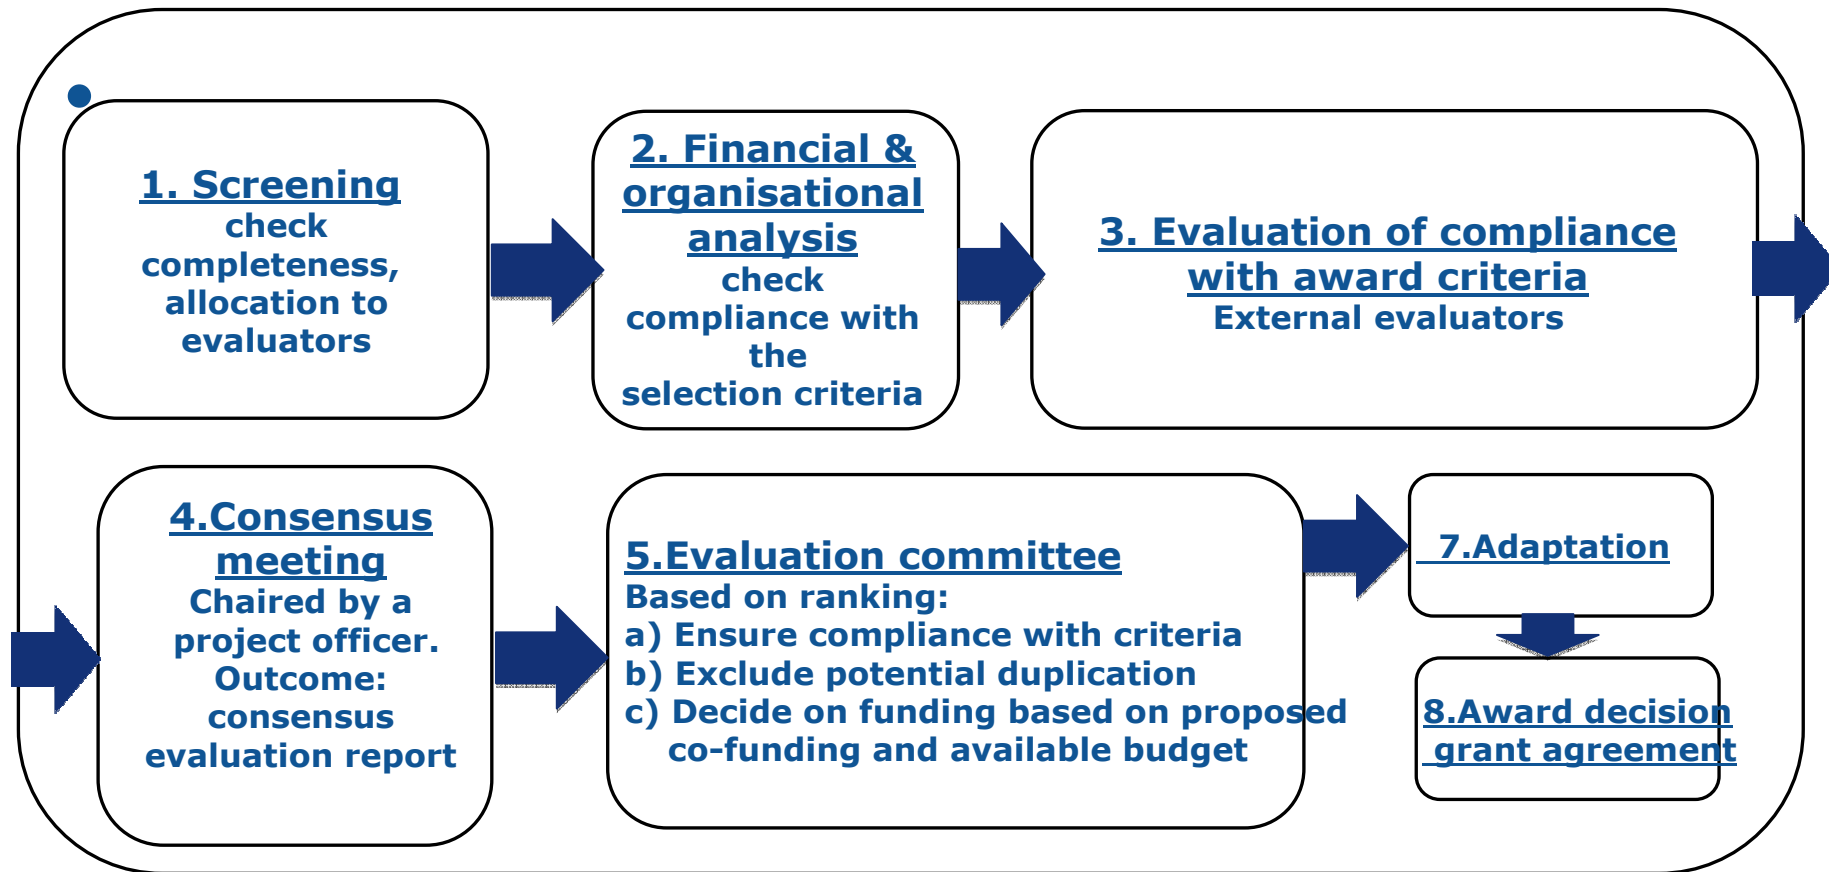 1. Screening
check
completeness,
allocation to
evaluators
2. Financial &
organisational
analysis
check
compliance with
the
selection criteria
3. Evaluation of compliance
with award criteria
External evaluators
4.Consensus
meeting
Chaired by a
project officer.
Outcome:
consensus
evaluation report
5.Evaluation committee
Based on ranking:
a) Ensure compliance with criteria
b) Exclude potential duplication
c) Decide on funding based on proposed
co-funding and available budget
7.Adaptation
8.Award decision
grant agreement